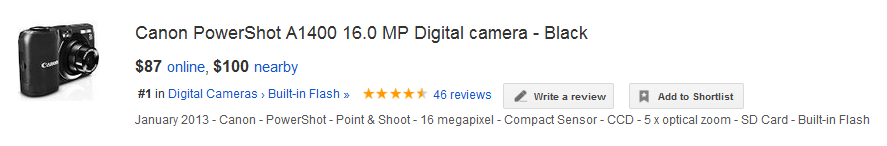 Canon PowerShot A1400 16.0 MP Digital camera - Black
$87 online, $100 nearby
#1 in Digital Cameras › Built-in Flash » 46 reviews Write a review Add to Shortlist
January 2013 - Canon - PowerShot - Point & Shoot - 16 megapixel - Compact Sensor - CCD - 5 x optical zoom - SD Card - Built-in Flash
Canon